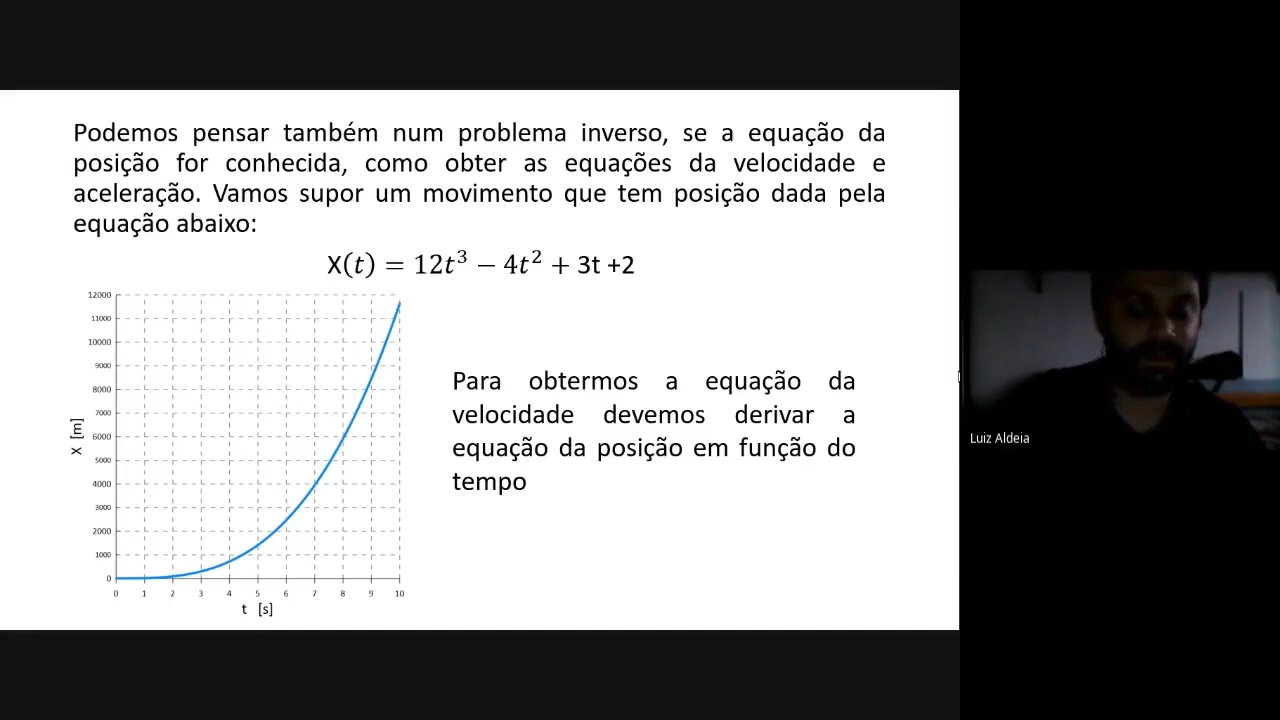 Podemos pensar também num problema inverso, se a equação da
posição for conhecida, como obter as equações da velocidade e
aceleração. Vamos supor um movimento que tem posição dada pela
equação abaixo:
X(t) = 12t³ − 4t² + 3t +2
12000
11000
10000
9000
8000
7000
6000
5000
4000
3000
2000
1000
0
X [m]
0 1 2 3 4 5 6 7 8 9 10
t [s]
Para obtermos a equação da
velocidade devemos derivar a
equação da posição em função do
tempo
Luiz Aldeia